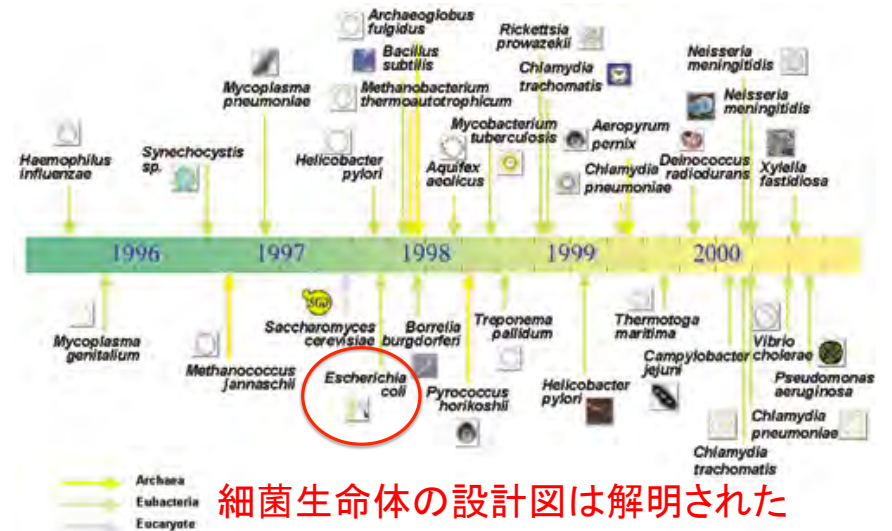 Archaeoglobus
fulgidus
Bacillus
subtilis
Mycoplasma
pneumoniae
Methanobacterium
thermoautotrophicum
Rickettsia
prowazekii
Chlamydia
trachomatis
Neisseria
meningitidis
Neisseria
meningitidis
Haemophilus
influenzae
Synechocystis
sp.
Helicobacter
pylori
Mycobacterium
tuberculosis
Aquifex
aeolicus
Aeropyrum
pernix
Chlamydia
pneumoniae
Deinococcus
radiodurans
Xylella
fastidiosa
1996 1997 1998 1999 2000
Mycoplasma
genitalium
Methanococcus
jannaschii
SGD
Saccharomyces
cerevisiae
Escherichia
coli
Borrelia
burgdorferi
Pyrococcus
horikoshii
Treponema
pallidum
Helicobacter
pylori
Thermotoga
maritima
Campylobacter
jejuni
Vibrio
cholerae
Pseudomonas
aeruginosa
Chlamydia
pneumoniae
Chlamydia
trachomatis
Archaea
Eubacteria
Eucaryote
細菌生命体の設計図は解明された